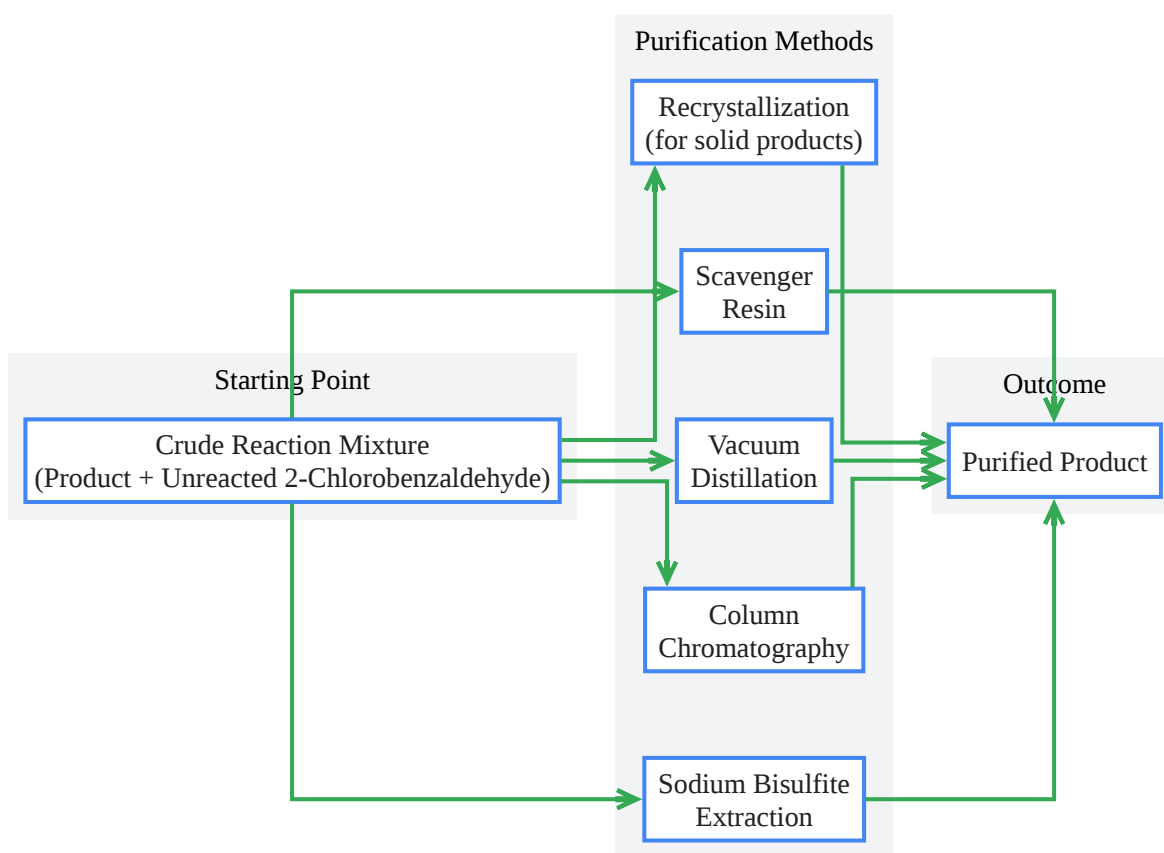 Purification Methods
Recrystallization
(for solid products)
Scavenger
Resin
Starting Point
Crude Reaction Mixture
(Product + Unreacted 2-Chlorobenzaldehyde)
Vacuum
Distillation
Outcome
Purified Product
Column
Chromatography
Sodium Bisulfite
Extraction